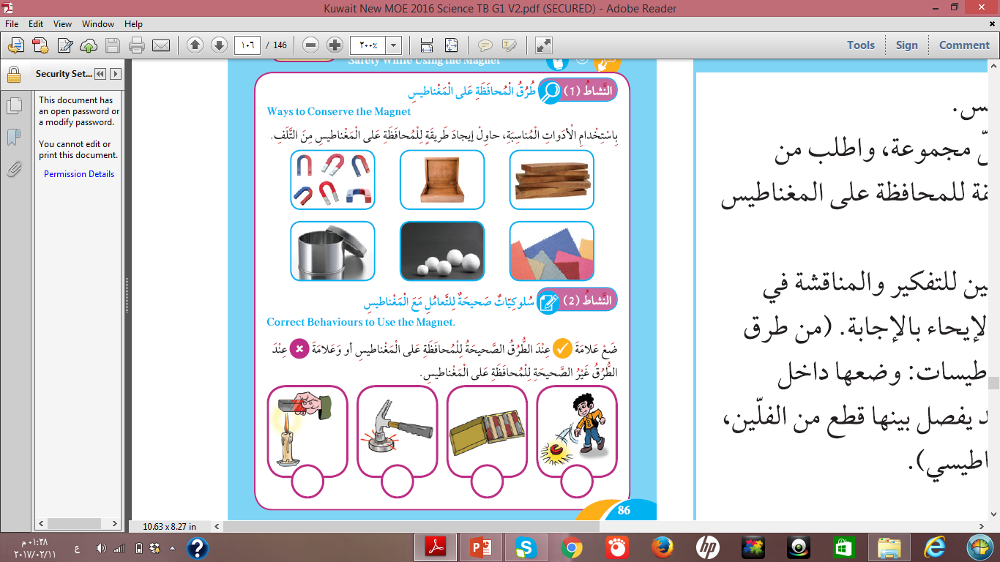 Kuwait New MOE 2016 Science TB G1 V2.pdf (SECURED) - Adobe Reader
File Edit View Window Help
١٠٦ / 146 ٢٠٠٪ Tools Sign Comment
Security Set...
This document has
an open password or
a modify password.
You cannot edit or
print this document.
Permission Details
Safety While Using the Magnet
النَّشاطُ (1) طُرُقُ الْمُحافَظَةِ عَلى الْمَغْناطيسِ
Ways to Conserve the Magnet
بِاسْتِخْدامِ الْأَدَواتِ الْمُناسِبَةِ، حاوِلْ إيجادَ طَريقَةٍ لِلْمُحافَظَةِ عَلى الْمَغْناطيسِ مِنَ التَّلَفِ.
النَّشاطُ (2) سُلوكِيّاتٌ صَحيحَةٌ لِلتَّعامُلِ مَعَ الْمَغْناطيسِ
Correct Behaviours to Use the Magnet.
ضَعْ عَلامَةَ ✓ عِنْدَ الطُّرُقِ الصَّحيحَةُ لِلْمُحافَظَةِ عَلى الْمَغْناطيسِ أو وَعَلامَةَ ✗ عِنْدَ
الطُّرُقُ غَيْرُ الصَّحيحَةِ لِلْمُحافَظَةِ عَلى الْمَغْناطيسِ.
86
مجموعة، واطلب من
للمحافظة على المغناطيس
للتفكير والمناقشة في
لإيحاء بالإجابة. (من طرق
وضعها داخل
يفصل بينها قطع من الفلّين،
10.63 x 8.27 in
٠١:٢٨ م
٢٠١٧/٠٢/١١
ع